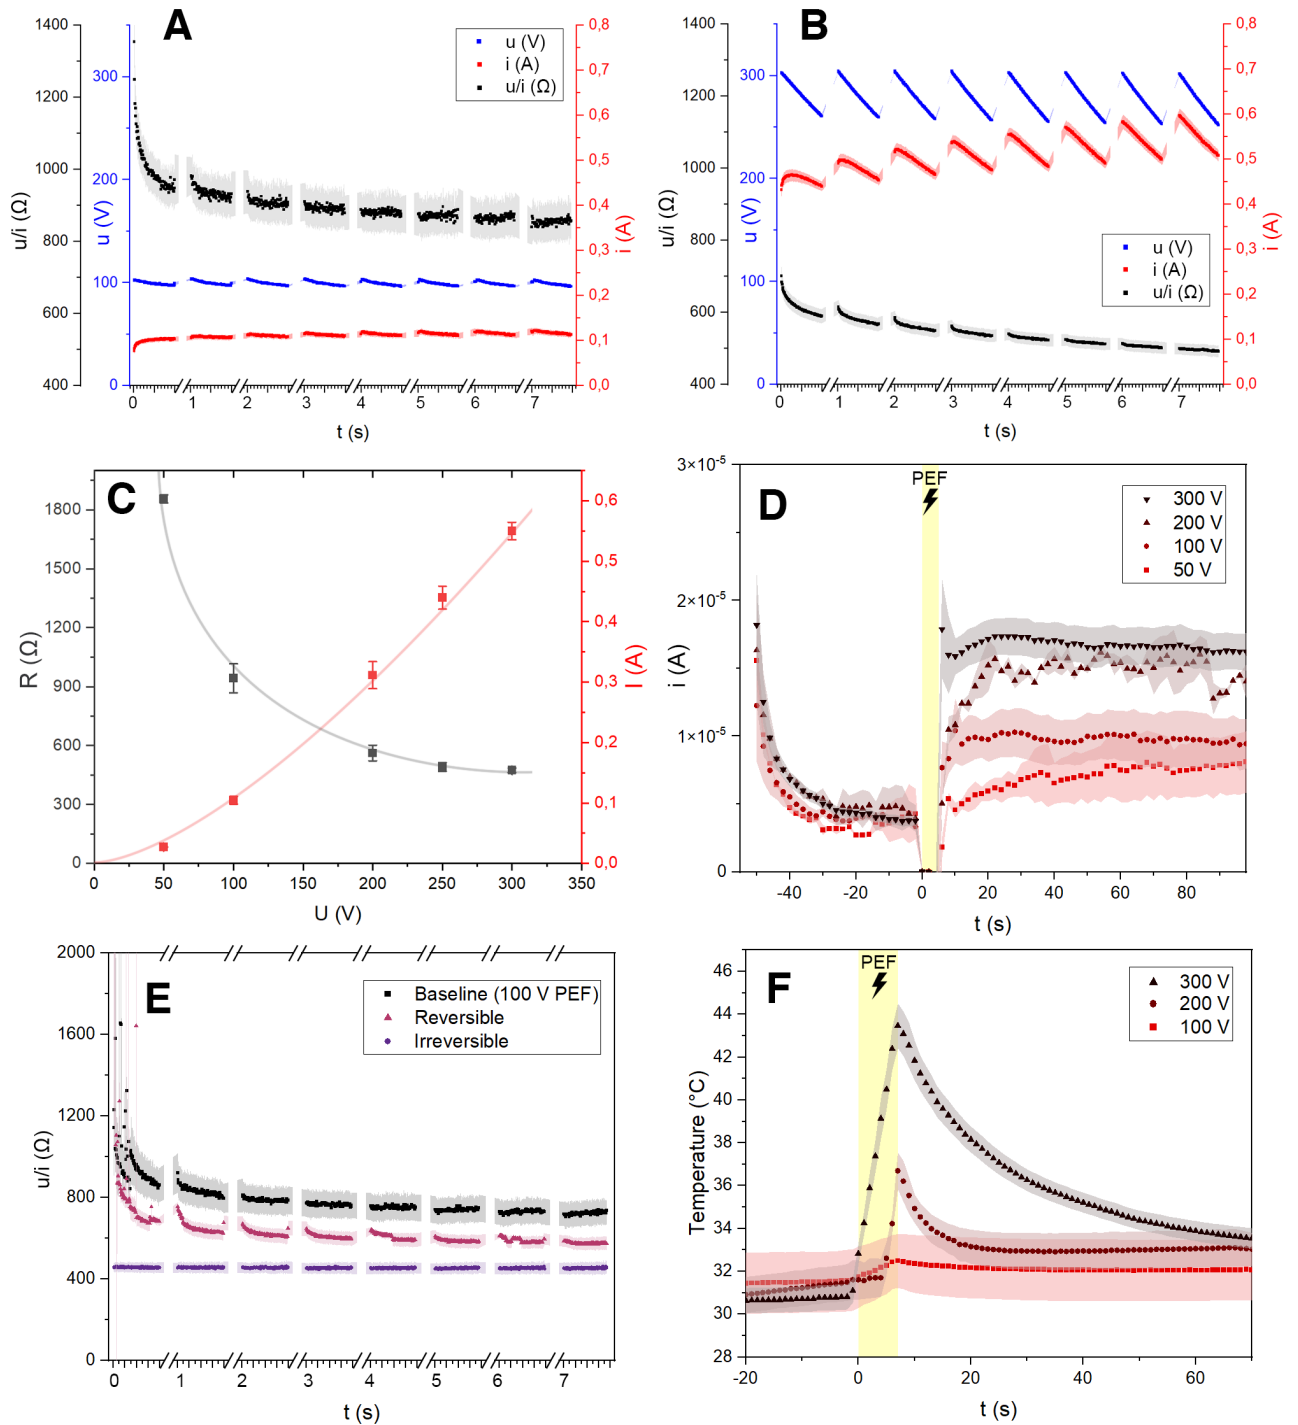 A
u (V)
i (A)
u/i (Ω)
1400
1200
1000
800
600
400
u/i (Ω)
300
200
100
0
u (V)
0,8
0,7
0,6
0,5
0,4
0,3
0,2
0,1
0,0
i (A)
0 1 2 3 4 5 6 7
t (s)
B
u (V)
i (A)
u/i (Ω)
1400
1200
1000
800
600
400
u/i (Ω)
300
200
100
0
u (V)
0,8
0,7
0,6
0,5
0,4
0,3
0,2
0,1
0,0
i (A)
0 1 2 3 4 5 6 7
t (s)
C
1800
1500
1200
900
600
300
0
R (Ω)
0,6
0,5
0,4
0,3
0,2
0,1
0,0
I (A)
0 50 100 150 200 250 300 350
U (V)
D
PEF
300 V
200 V
100 V
50 V
3×10⁻⁵
2×10⁻⁵
1×10⁻⁵
0
i (A)
-40 -20 0 20 40 60 80
t (s)
E
Baseline (100 V PEF)
Reversible
Irreversible
2000
1600
1200
800
400
0
u/i (Ω)
0 1 2 3 4 5 6 7
t (s)
F
PEF
300 V
200 V
100 V
46
44
42
40
38
36
34
32
30
28
Temperature (°C)
-20 0 20 40 60
t (s)